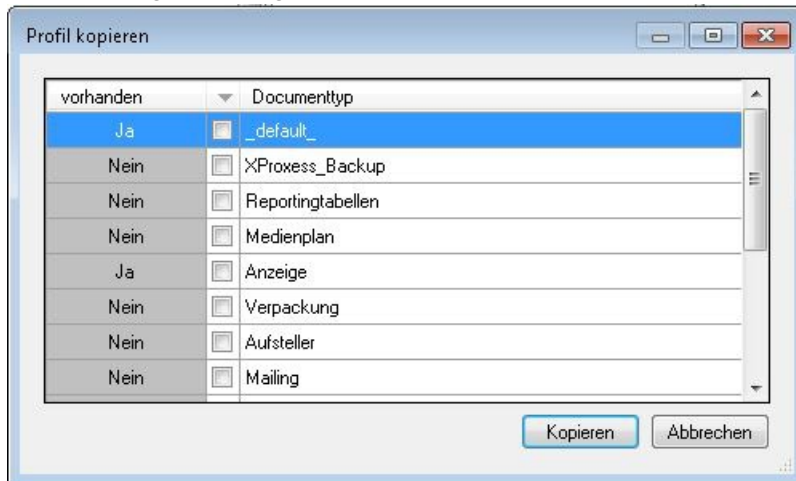 Profil kopieren
vorhanden Documenttyp
Ja _default_
Nein XProxess_Backup
Nein Reportingtabellen
Nein Medienplan
Ja Anzeige
Nein Verpackung
Nein Aufsteller
Nein Mailing
Kopieren Abbrechen